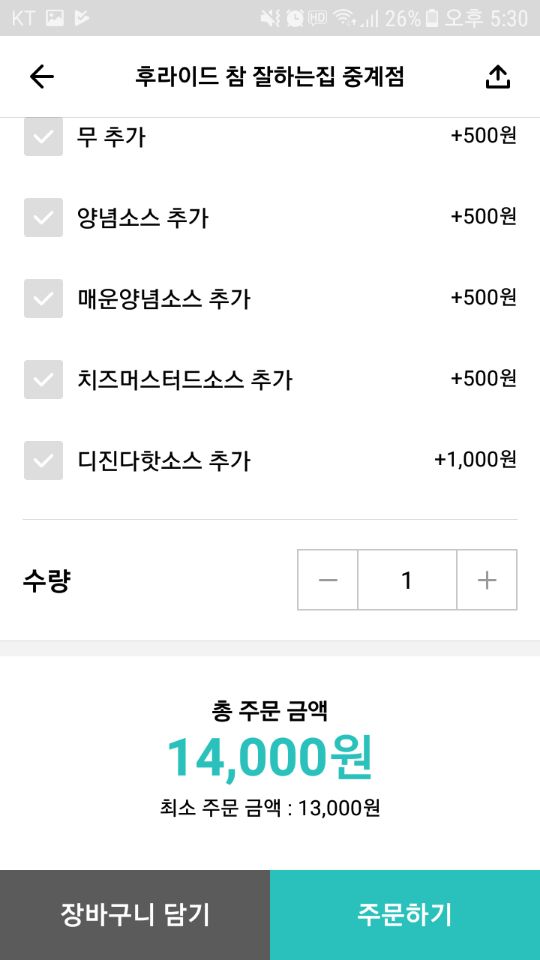 KT HD 26% 오후 5:30
후라이드 참 잘하는집 중계점
무 추가 +500원
양념소스 추가 +500원
매운양념소스 추가 +500원
치즈머스터드소스 추가 +500원
디진다핫소스 추가 +1,000원
수량 − 1 +
총 주문 금액
14,000원
최소 주문 금액 : 13,000원
장바구니 담기 주문하기